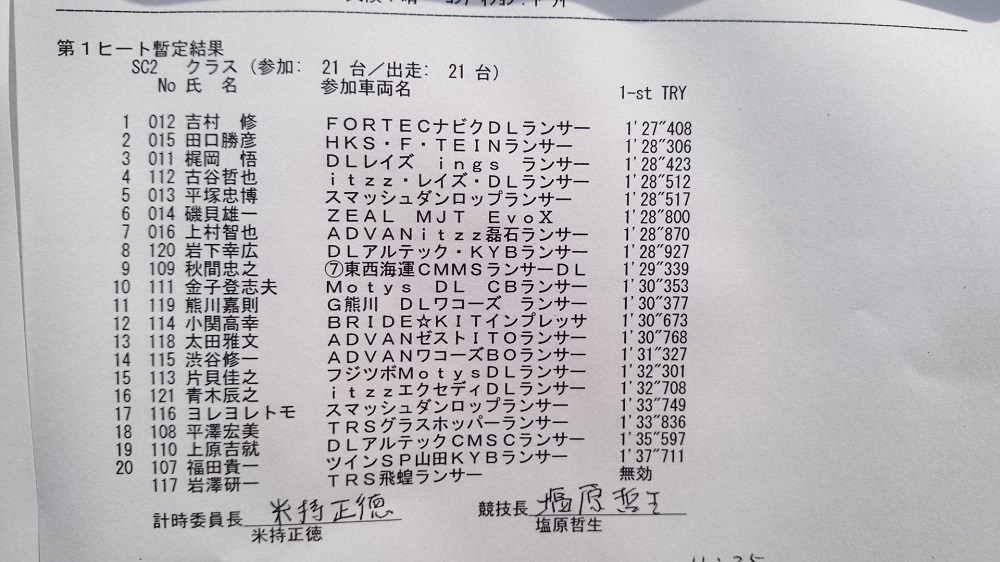 第１ヒート暫定結果
SC2 クラス（参加： 21 台／出走： 21 台）
No 氏 名 参加車両名 1-st TRY
1 012 吉村 修 ＦＯＲＴＥＣナビクＤＬランサー 1'27"408
2 015 田口勝彦 ＨＫＳ・Ｆ・ＴＥＩＮランサー 1'28"306
3 011 梶岡 悟 ＤＬレイズ ｉｎｇｓ ランサー 1'28"423
4 112 古谷哲也 ｉｔｚｚ・レイズ・ＤＬランサー 1'28"512
5 013 平塚忠博 スマッシュダンロップランサー 1'28"517
6 014 磯貝雄一 ＺＥＡＬ ＭＪＴ ＥｖｏＸ 1'28"800
7 016 上村智也 ＡＤＶＡＮｉｔｚｚ磊石ランサー 1'28"870
8 120 岩下幸広 ＤＬアルテック・ＫＹＢランサー 1'28"927
9 109 秋間忠之 ⑦東西海運ＣＭＭＳランサーＤＬ 1'29"339
10 111 金子登志夫 Ｍｏｔｙｓ ＤＬ ＣＢランサー 1'30"353
11 119 熊川嘉則 Ｇ熊川 ＤＬワコーズ ランサー 1'30"377
12 114 小関高幸 ＢＲＩＤＥ☆ＫＩＴインプレッサ 1'30"673
13 118 太田雅文 ＡＤＶＡＮゼストＩＴＯランサー 1'30"768
14 115 渋谷修一 ＡＤＶＡＮワコーズＢＯランサー 1'31"327
15 113 片貝佳之 フジツボＭｏｔｙｓＤＬランサー 1'32"301
16 121 青木辰之 ｉｔｚｚエクセディＤＬランサー 1'32"708
17 116 ヨレヨレトモ スマッシュダンロップランサー 1'33"749
18 108 平澤宏美 ＴＲＳグラスホッパーランサー 1'33"836
19 110 上原吉就 ＤＬアルテックＣＭＳＣランサー 1'35"597
20 107 福田貴一 ツインＳＰ山田ＫＹＢランサー 1'37"711
117 岩澤研一 ＴＲＳ飛蝗ランサー 無効
計時委員長 米持正徳 競技長 塩原哲生
米持正徳 塩原哲生